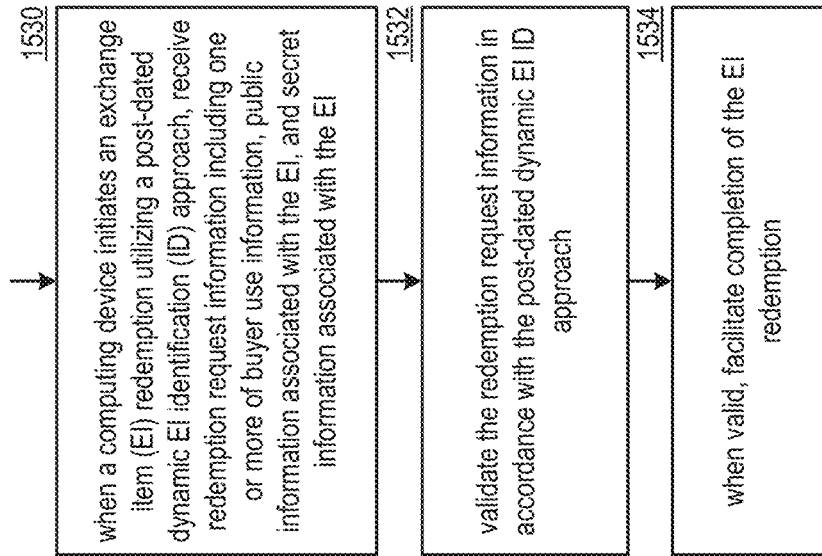 1530
when a computing device initiates an exchange
item (EI) redemption utilizing a post-dated
dynamic EI identification (ID) approach, receive
redemption request information including one
or more of buyer use information, public
information associated with the EI, and secret
information associated with the EI
1532
validate the redemption request information in
accordance with the post-dated dynamic EI ID
approach
1534
when valid, facilitate completion of the EI
redemption